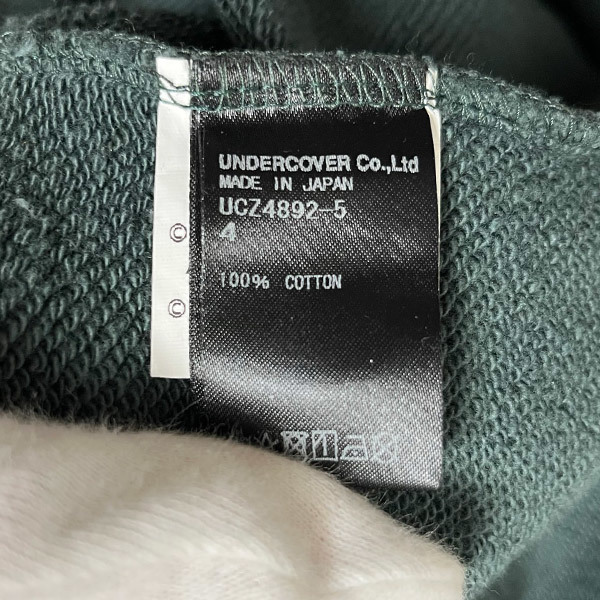 UNDERCOVER Co.,Ltd
MADE IN JAPAN
UCZ4892-5
4
100% COTTON
©
©